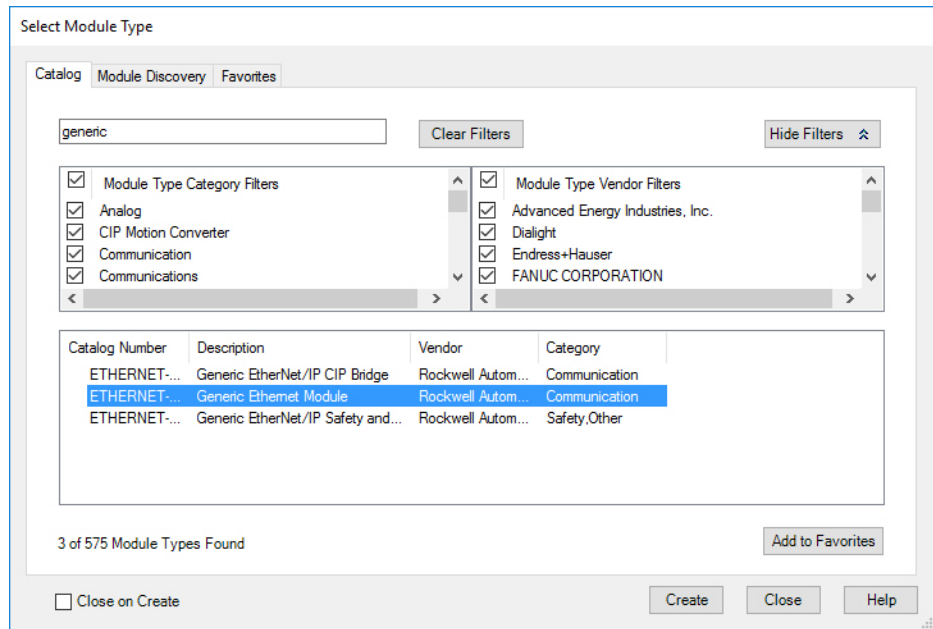 Select Module Type
Catalog Module Discovery Favorites
generic Clear Filters Hide Filters
Module Type Category Filters
Analog
CIP Motion Converter
Communication
Communications
Module Type Vendor Filters
Advanced Energy Industries, Inc.
Dialight
Endress+Hauser
FANUC CORPORATION
Catalog Number Description Vendor Category
ETHERNET-... Generic EtherNet/IP CIP Bridge Rockwell Autom... Communication
ETHERNET-... Generic Ethernet Module Rockwell Autom... Communication
ETHERNET-... Generic EtherNet/IP Safety and... Rockwell Autom... Safety,Other
3 of 575 Module Types Found Add to Favorites
Close on Create Create Close Help